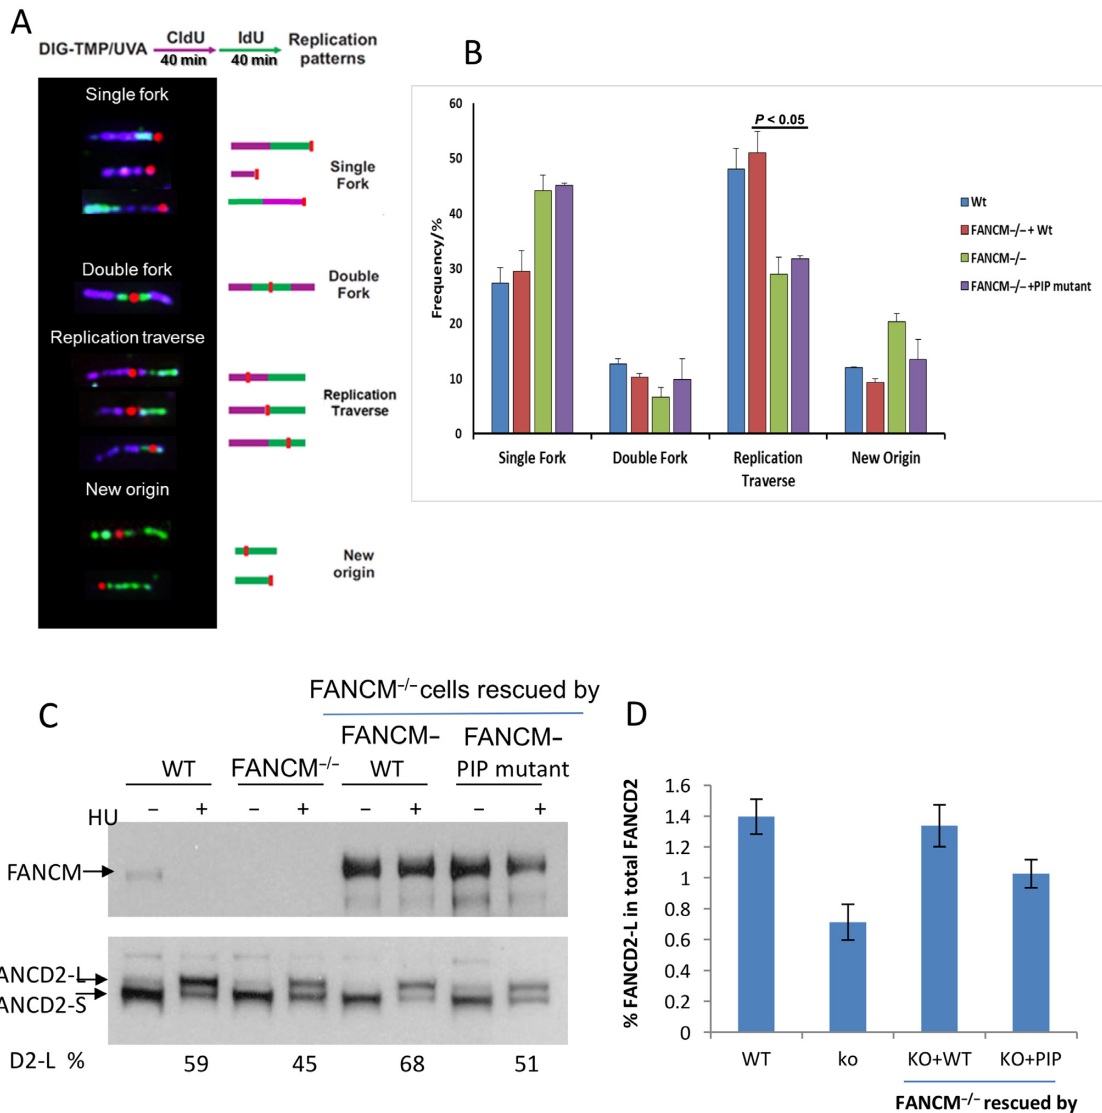 A
DIG-TMP/UVA
CldU
IdU
Replication
patterns
40 min
40 min
Single fork
Single
Fork
Double fork
Double
Fork
Replication traverse
Replication
Traverse
New origin
New
origin
B
Frequency/%
60
50
40
30
20
10
0
P < 0.05
Single Fork
Double Fork
Replication
Traverse
New Origin
Wt
FANCM–/– + Wt
FANCM–/–
FANCM–/– +PIP mutant
C
FANCM–/– cells rescued by
WT
FANCM–/–
FANCM–
WT
FANCM–
PIP mutant
HU – + – + – + – +
FANCM
ANCD2-L
ANCD2-S
D2-L % 59 45 68 51
D
% FANCD2-L in total FANCD2
1.6
1.4
1.2
1
0.8
0.6
0.4
0.2
0
WT ko KO+WT KO+PIP
FANCM–/– rescued by